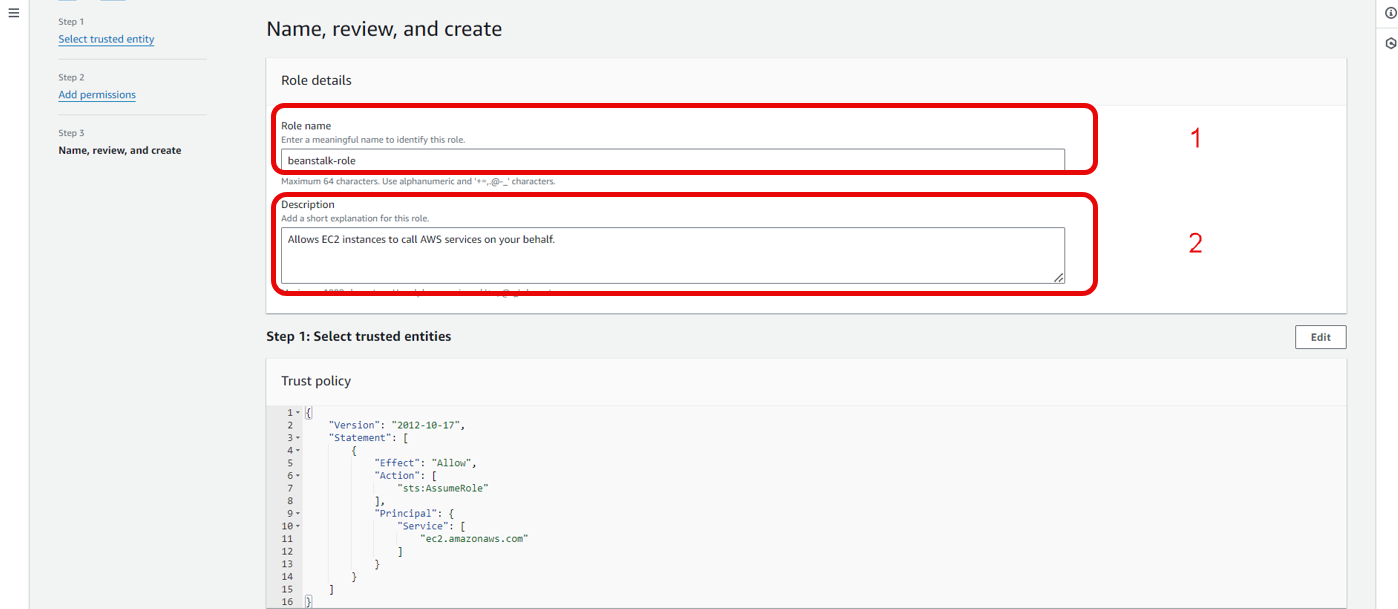 Step 1
Select trusted entity
Step 2
Add permissions
Step 3
Name, review, and create
Name, review, and create
Role details
Role name
Enter a meaningful name to identify this role.
beanstalk-role
Maximum 64 characters. Use alphanumeric and '+=,.@-_' characters.
1
Description
Add a short explanation for this role.
Allows EC2 instances to call AWS services on your behalf.
2
Step 1: Select trusted entities
Edit
Trust policy
1 {
2 "Version": "2012-10-17",
3 "Statement": [
4 {
5 "Effect": "Allow",
6 "Action": [
7 "sts:AssumeRole"
8 ],
9 "Principal": {
10 "Service": [
11 "ec2.amazonaws.com"
12 ]
13 }
14 }
15 ]
16 }